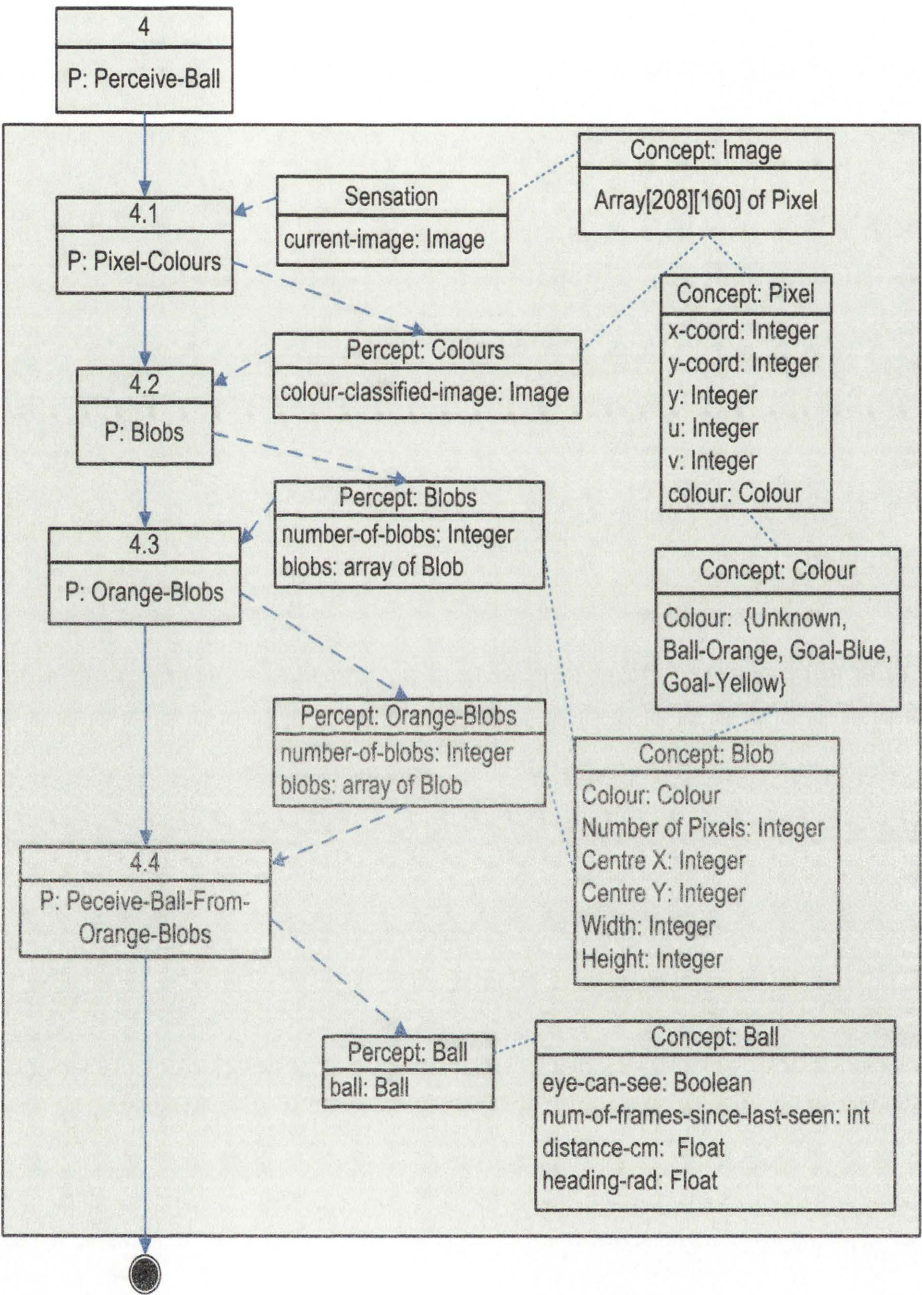 4
P: Perceive-Ball
Concept: Image
Array[208][160] of Pixel
Sensation
current-image: Image
4.1
P: Pixel-Colours
Concept: Pixel
x-coord: Integer
y-coord: Integer
y: Integer
u: Integer
v: Integer
colour: Colour
Percept: Colours
colour-classified-image: Image
4.2
P: Blobs
Percept: Blobs
number-of-blobs: Integer
blobs: array of Blob
4.3
P: Orange-Blobs
Concept: Colour
Colour: {Unknown,
Ball-Orange, Goal-Blue,
Goal-Yellow}
Percept: Orange-Blobs
number-of-blobs: Integer
blobs: array of Blob
Concept: Blob
Colour: Colour
Number of Pixels: Integer
Centre X: Integer
Centre Y: Integer
Width: Integer
Height: Integer
4.4
P: Peceive-Ball-From-
Orange-Blobs
Percept: Ball
ball: Ball
Concept: Ball
eye-can-see: Boolean
num-of-frames-since-last-seen: int
distance-cm: Float
heading-rad: Float